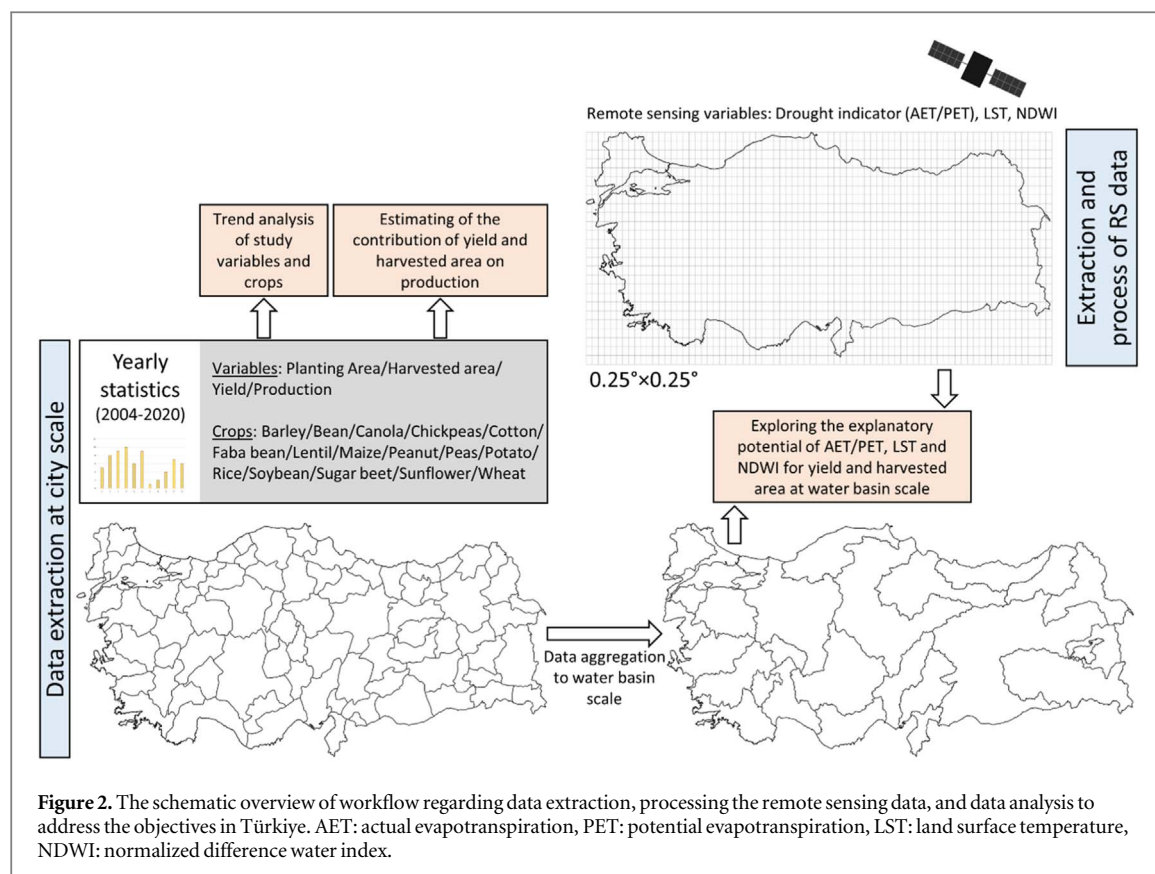 Remote sensing variables: Drought indicator (AET/PET), LST, NDWI
Extraction and
process of RS data
0.25°×0.25°
Trend analysis
of study
variables and
crops
Estimating of the
contribution of yield and
harvested area on
production
Data extraction at city scale
Yearly
statistics
(2004-2020)
Variables: Planting Area/Harvested area/
Yield/Production
Crops: Barley/Bean/Canola/Chickpeas/Cotton/
Faba bean/Lentil/Maize/Peanut/Peas/Potato/
Rice/Soybean/Sugar beet/Sunflower/Wheat
Exploring the explanatory
potential of AET/PET, LST and
NDWI for yield and harvested
area at water basin scale
Data aggregation
to water basin
scale
Figure 2. The schematic overview of workflow regarding data extraction, processing the remote sensing data, and data analysis to
address the objectives in Türkiye. AET: actual evapotranspiration, PET: potential evapotranspiration, LST: land surface temperature,
NDWI: normalized difference water index.